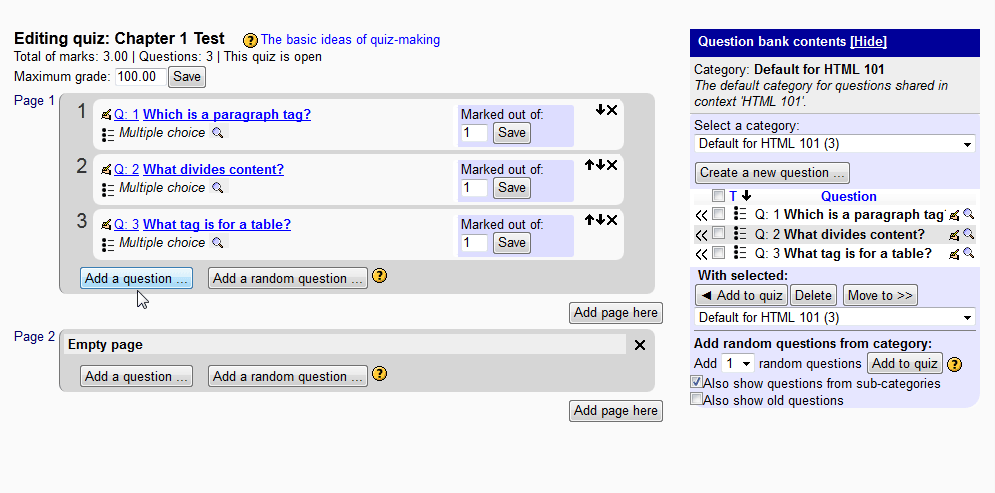 Editing quiz: Chapter 1 Test ? The basic ideas of quiz-making
Total of marks: 3.00 | Questions: 3 | This quiz is open
Maximum grade: 100.00 Save
Page 1
1 Q: 1 Which is a paragraph tag?
Multiple choice
Marked out of:
1 Save
2 Q: 2 What divides content?
Multiple choice
Marked out of:
1 Save
3 Q: 3 What tag is for a table?
Multiple choice
Marked out of:
1 Save
Add a question ... Add a random question ... ?
Add page here
Page 2
Empty page
Add a question ... Add a random question ... ?
Add page here
Question bank contents [Hide]
Category: Default for HTML 101
The default category for questions shared in
context 'HTML 101'.
Select a category:
Default for HTML 101 (3)
Create a new question ...
T Question
Q: 1 Which is a paragraph tag
Q: 2 What divides content?
Q: 3 What tag is for a table?
With selected:
◄ Add to quiz Delete Move to >>
Default for HTML 101 (3)
Add random questions from category:
Add 1 random questions Add to quiz ?
Also show questions from sub-categories
Also show old questions